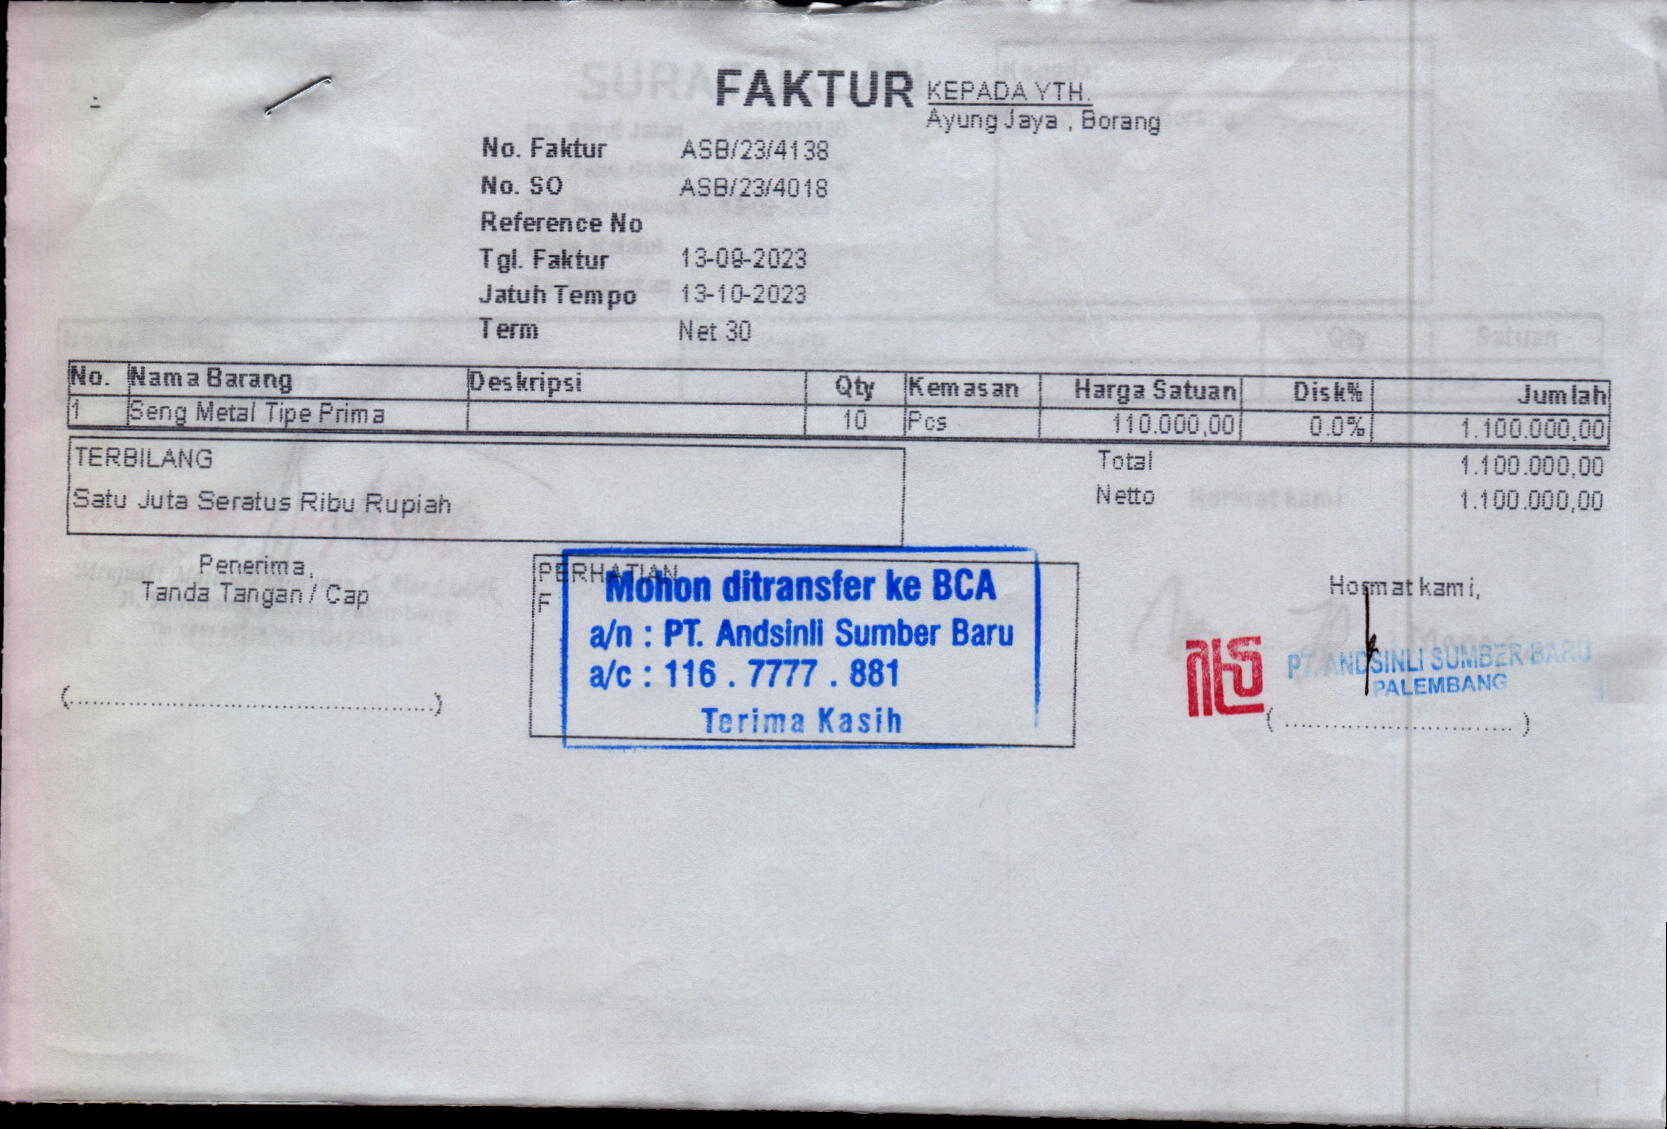 FAKTUR
KEPADA YTH.
Ayung Jaya , Borang
No. Faktur ASB/23/4138
No. SO ASB/23/4018
Reference No
Tgl. Faktur 13-09-2023
Jatuh Tempo 13-10-2023
Term Net 30
No. Nama Barang Deskripsi Qty Kemasan Harga Satuan Disk% Jumlah
1 Seng Metal Tipe Prima 10 Pcs 110.000,00 0.0% 1.100.000,00
TERBILANG
Satu Juta Seratus Ribu Rupiah
Total 1.100.000,00
Netto 1.100.000,00
Penerima,
Tanda Tangan / Cap
(..................................................)
PERHATIAN
F
Mohon ditransfer ke BCA
a/n : PT. Andsinli Sumber Baru
a/c : 116 . 7777 . 881
Terima Kasih
Hormat kami,
PT. ANDSINLI SUMBER BARU
PALEMBANG
(................................)